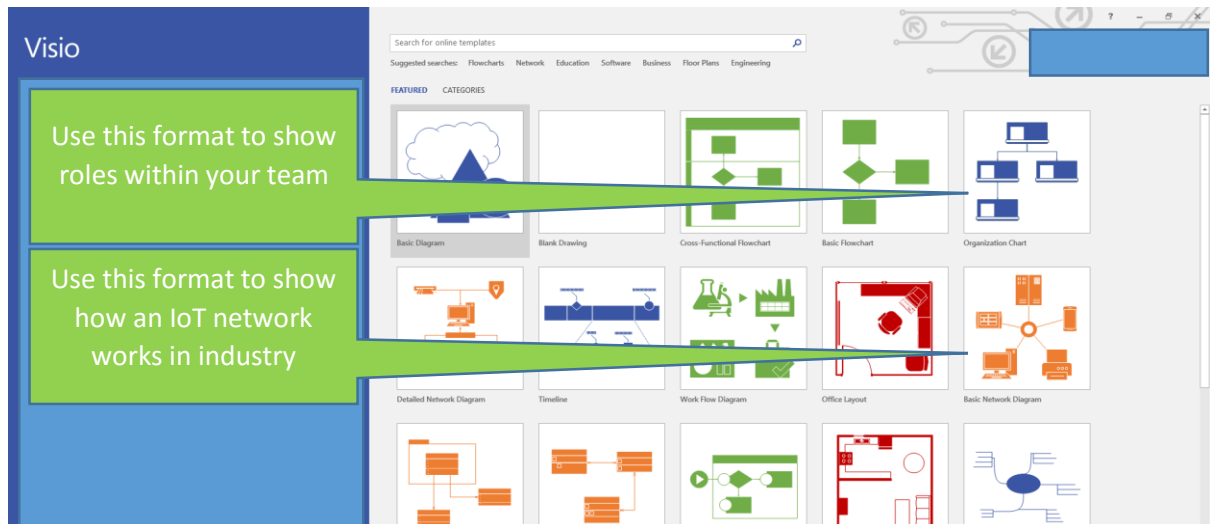 Visio
? 
Search for online templates
Suggested searches: Flowcharts Network Education Software Business Floor Plans Engineering
FEATURED CATEGORIES
Use this format to show
roles within your team
Basic Diagram
Blank Drawing
Cross-Functional Flowchart
Basic Flowchart
Organization Chart
Use this format to show
how an IoT network
works in industry
Detailed Network Diagram
Timeline
Work Flow Diagram
Office Layout
Basic Network Diagram